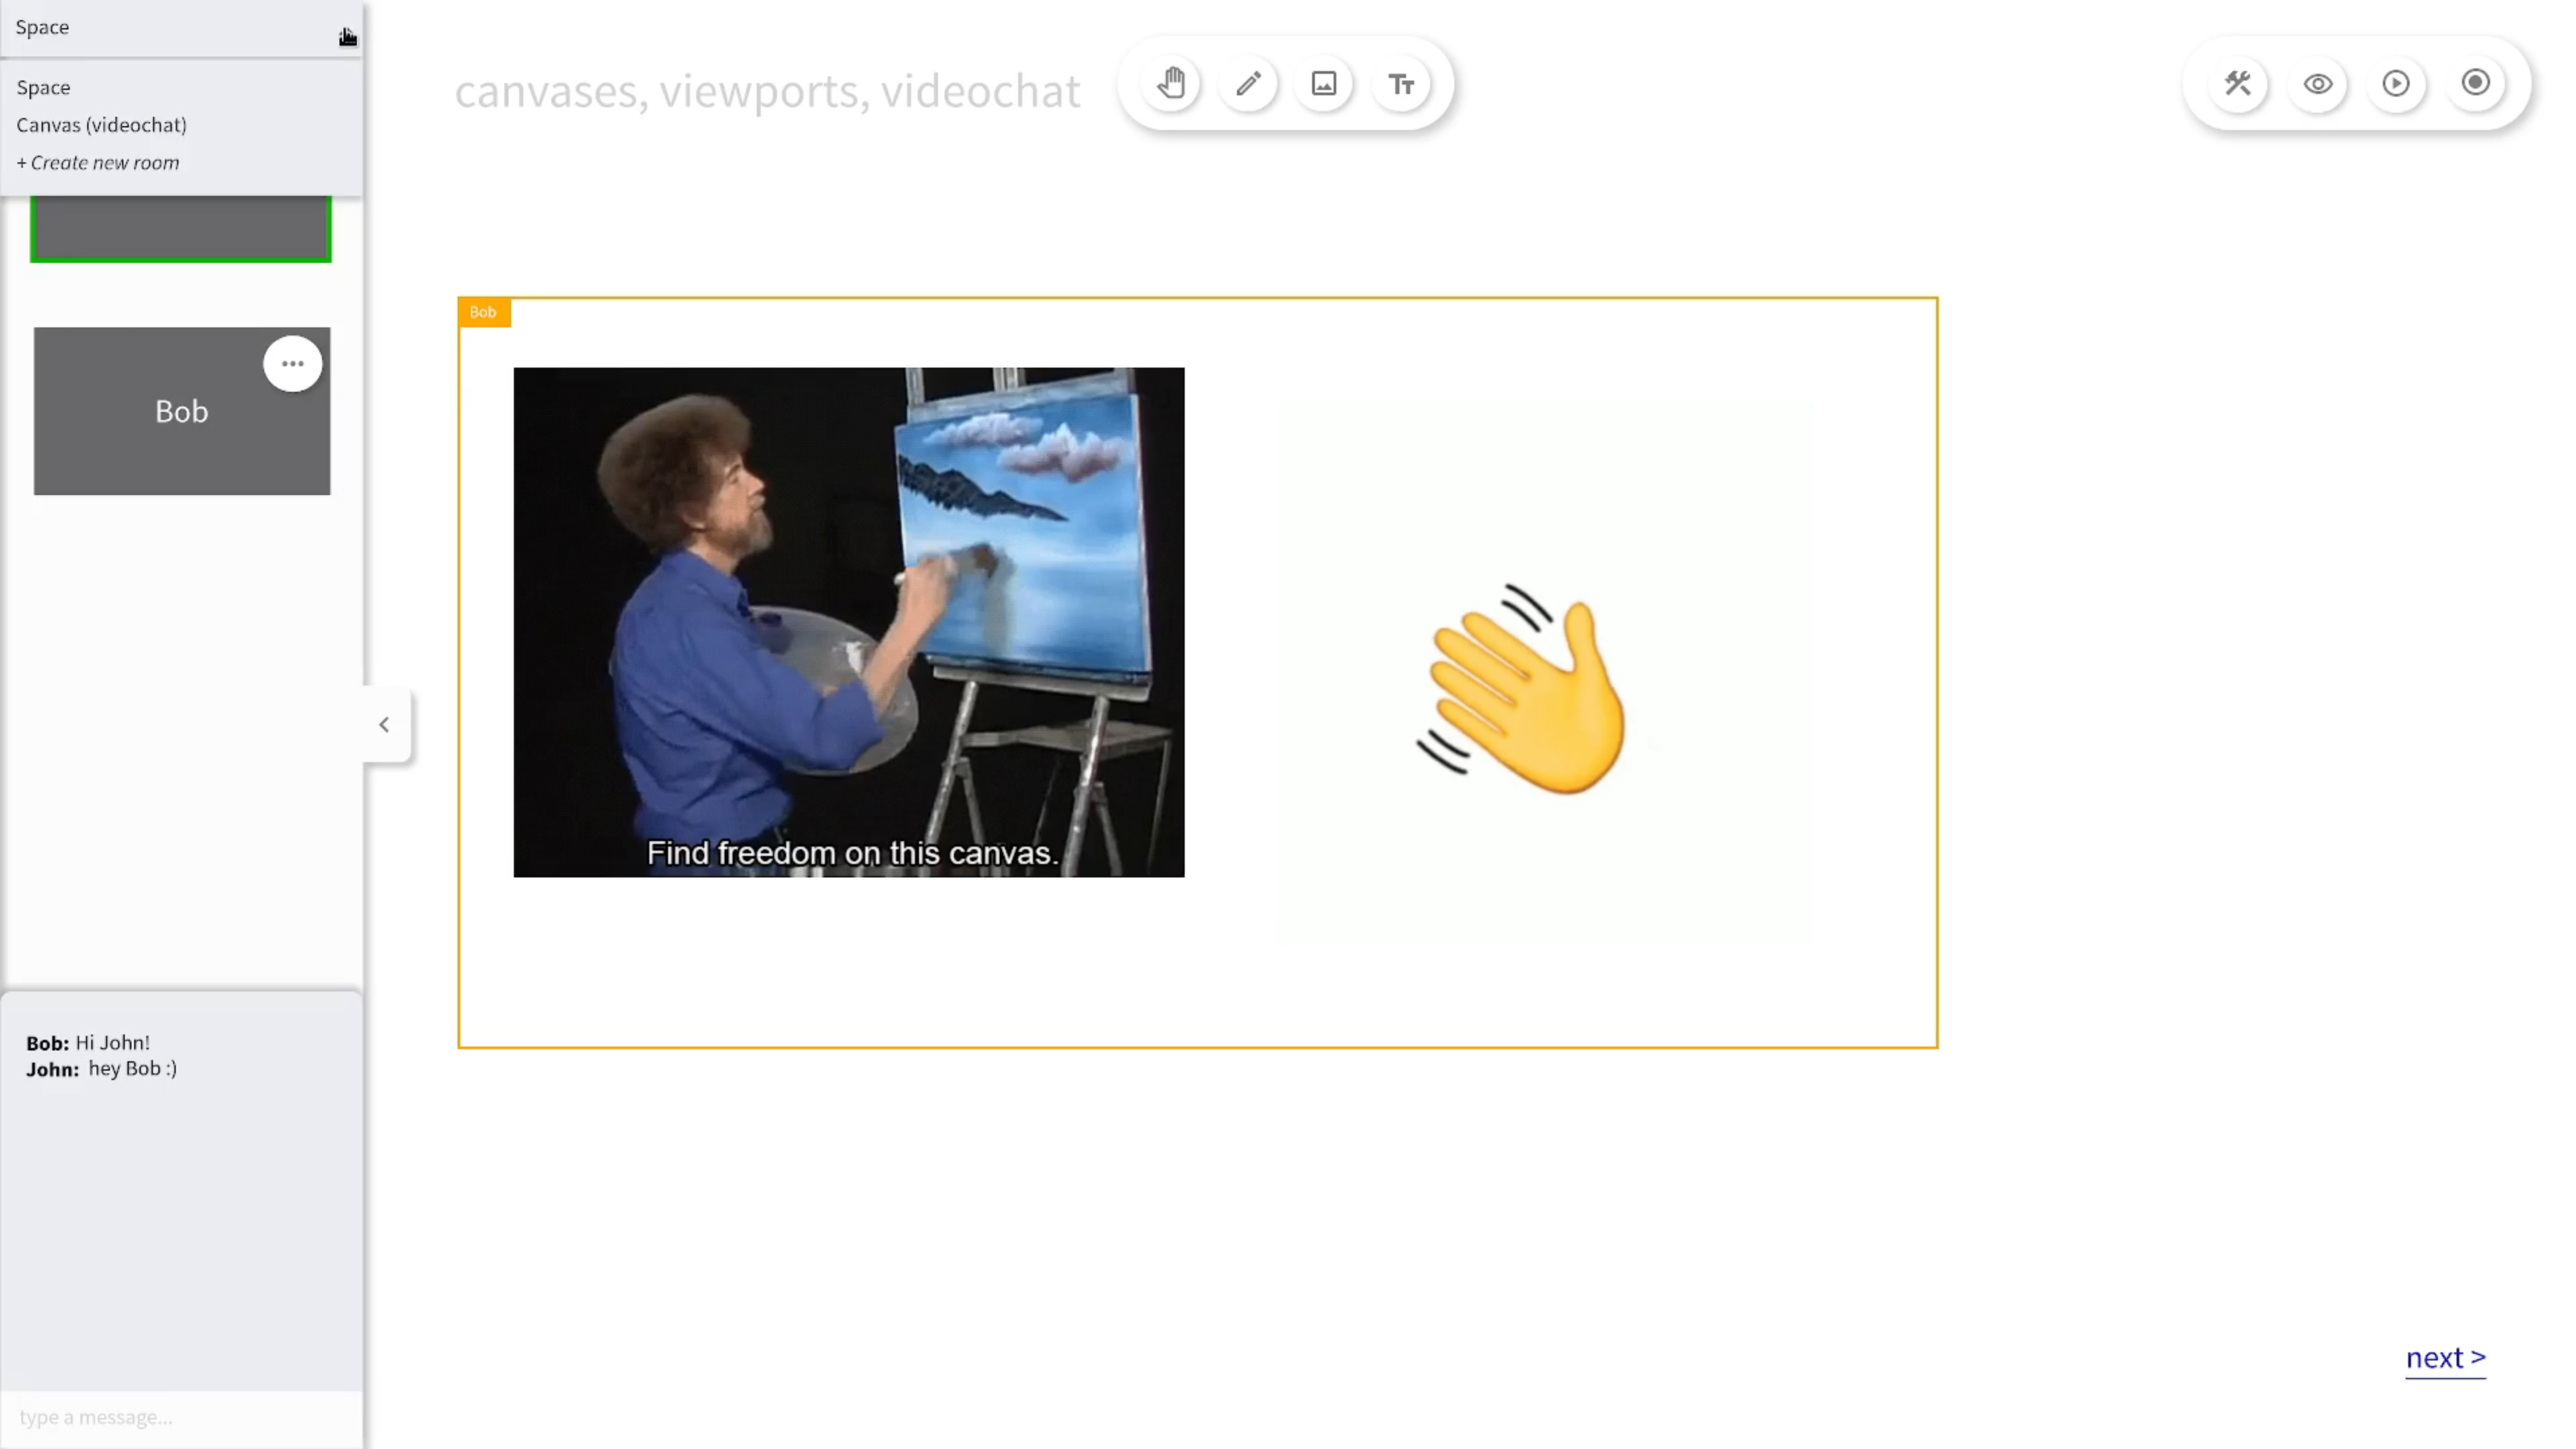 Space
Space
Canvas (videochat)
+ Create new room
Bob
Bob: Hi John!
John: hey Bob :)
type a message...
canvases, viewports, videochat
Tт
Bob
Find freedom on this canvas.
next >